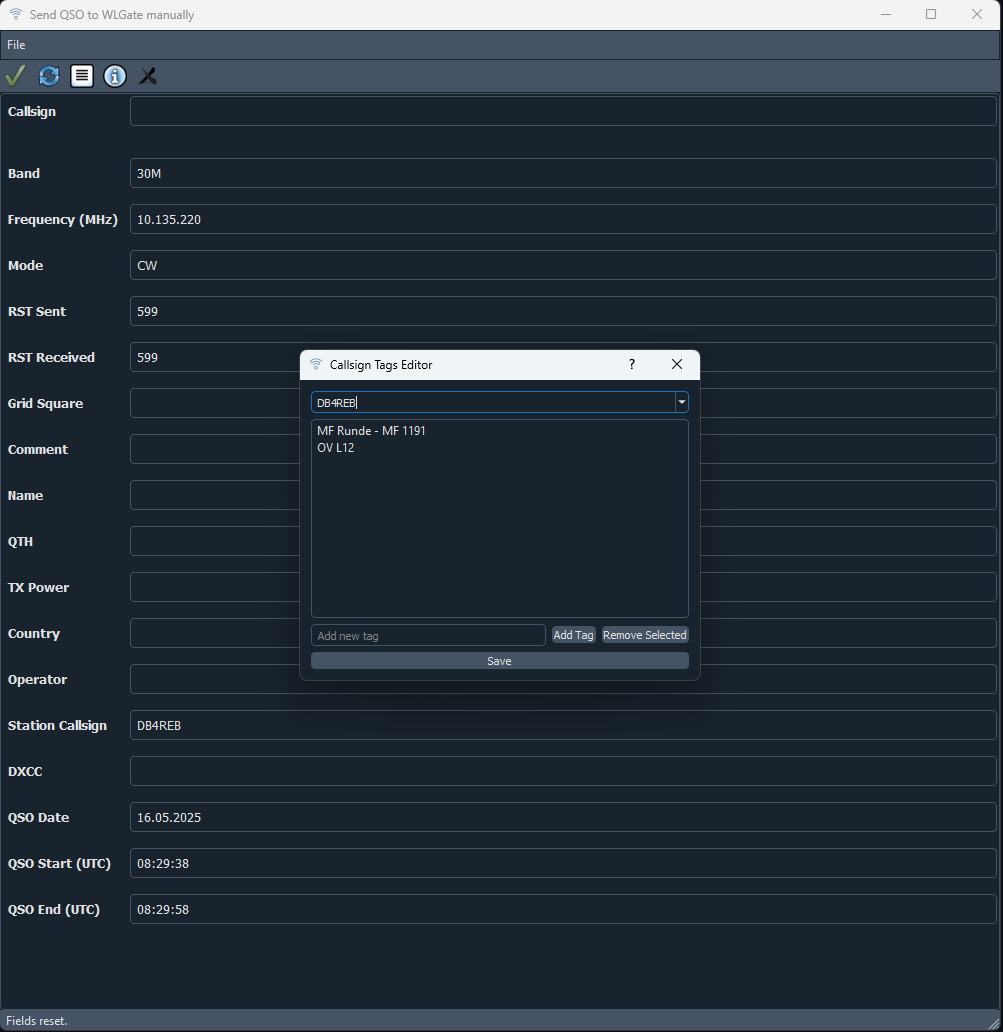 Send QSO to WLGate manually
File
Callsign
Band 30M
Frequency (MHz) 10.135.220
Mode CW
RST Sent 599
RST Received 599
Callsign Tags Editor ?
DB4REB
MF Runde - MF 1191
OV L12
Add new tag Add Tag Remove Selected
Save
Grid Square
Comment
Name
QTH
TX Power
Country
Operator
Station Callsign DB4REB
DXCC
QSO Date 16.05.2025
QSO Start (UTC) 08:29:38
QSO End (UTC) 08:29:58
Fields reset.